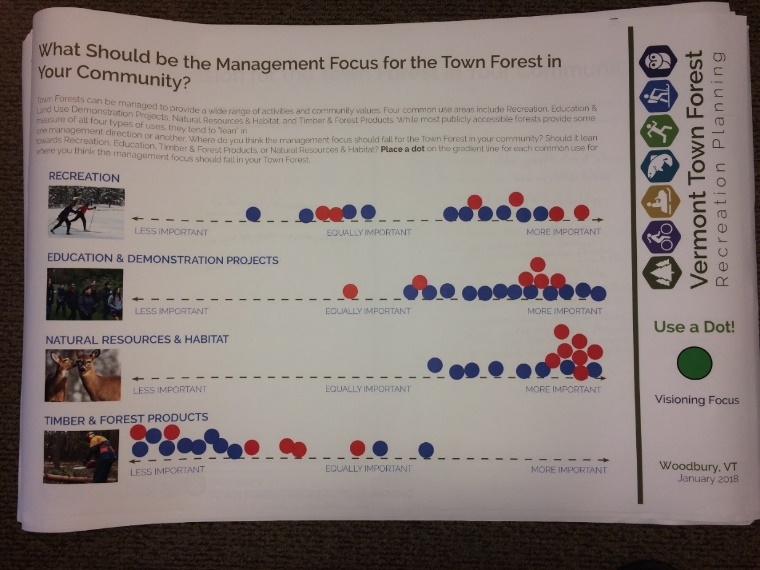 What Should be the Management Focus for the Town Forest in
Your Community?
Town Forests can be managed to provide a wide range of activities and community values. Four common use areas include Recreation, Education &
Land Use Demonstration Projects, Natural Resources & Habitat, and Timber & Forest Products. While most publicly accessible forests provide some
measure of all four types of uses, they tend to "lean" in
one management direction or another. Where do you think the management focus should fall for the Town Forest in your community? Should it lean
towards Recreation, Education, Timber & Forest Products, or Natural Resources & Habitat? Place a dot on the gradient line for each common use for
where you think the management focus should fall in your Town Forest.
RECREATION
LESS IMPORTANT EQUALLY IMPORTANT MORE IMPORTANT
EDUCATION & DEMONSTRATION PROJECTS
LESS IMPORTANT EQUALLY IMPORTANT MORE IMPORTANT
NATURAL RESOURCES & HABITAT
LESS IMPORTANT EQUALLY IMPORTANT MORE IMPORTANT
TIMBER & FOREST PRODUCTS
LESS IMPORTANT EQUALLY IMPORTANT MORE IMPORTANT
Vermont Town Forest
Recreation Planning
Use a Dot!
Visioning Focus
Woodbury, VT
January 2018